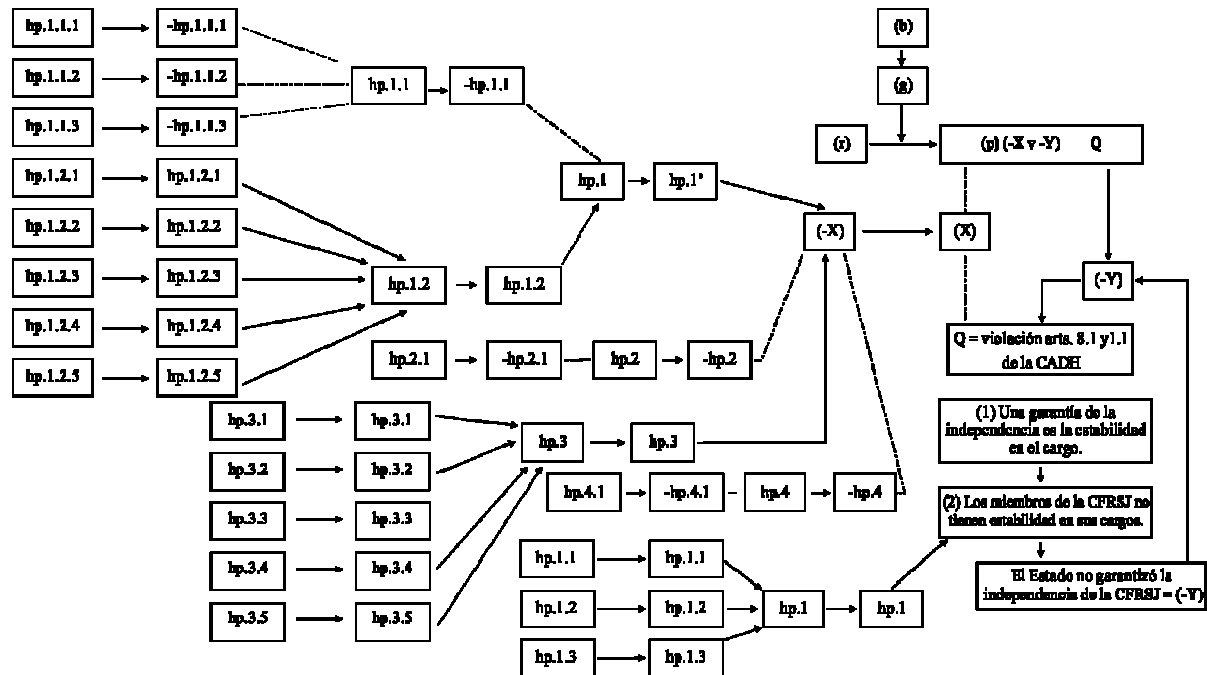 hp.1.1.1 -hp.1.1.1
hp.1.1.2 -hp.1.1.2
hp.1.1.3 -hp.1.1.3
hp.1.2.1 hp.1.2.1
hp.1.2.2 hp.1.2.2
hp.1.2.3 hp.1.2.3
hp.1.2.4 hp.1.2.4
hp.1.2.5 hp.1.2.5
hp.1.1 -hp.1.1
hp.1.2 hp.1.2
hp.1 hp.1'
hp.2.1 -hp.2.1 hp.2 -hp.2
hp.3.1 hp.3.1
hp.3.2 hp.3.2
hp.3.3 hp.3.3
hp.3.4 hp.3.4
hp.3.5 hp.3.5
hp.3 hp.3
hp.4.1 -hp.4.1 hp.4 -hp.4
hp.1.1 hp.1.1
hp.1.2 hp.1.2
hp.1.3 hp.1.3
hp.1 hp.1
(b)
(g)
(r) (p) (-X v -Y) Q
(-X) (X)
(-Y)
Q = violación arts. 8.1 y1.1
de la CADH
(1) Una garantía de la
independencia es la estabilidad
en el cargo.
(2) Los miembros de la CFRSJ no
tienen estabilidad en sus cargos.
El Estado no garantizó la
independencia de la CFRSJ = (-Y)